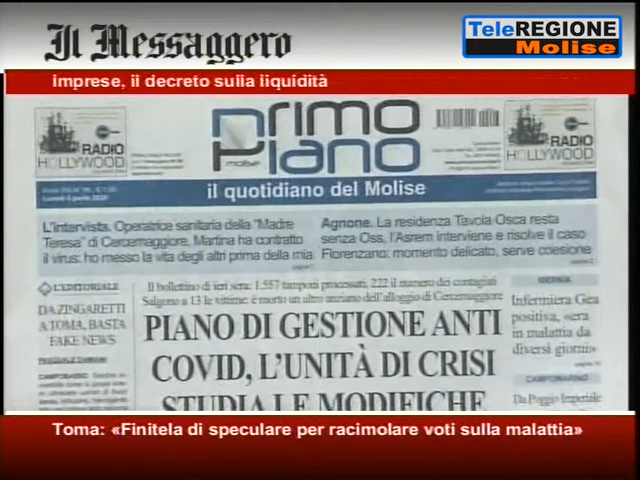 Il Messaggero
TeleREGIONE
Molise
imprese, il decreto sulla liquidità
PRIMO
PIANO
molise
RADIO
HOLLYWOOD
RADIO
HOLLYWOOD
il quotidiano del Molise
L'intervista. Operatrice sanitaria della "Madre
Teresa" di Cercemaggiore, Martina ha contratto
il virus: ho messo la vita degli altri prima della mia
Agnone. La residenza Tavola Osca resta
senza Oss, l'Asrem interviene e risolve il caso
Florenzano: momento delicato, serve coesione
L'EDITORIALE
DA ZINGARETTI
A TOMA, BASTA
FAKE NEWS
Il bollettino di ieri sera: 1.557 tamponi processati, 222 il numero dei contagiati
Salgono a 13 le vittime: è morto un altro anziano dell'alloggio di Cercemaggiore
PIANO DI GESTIONE ANTI
COVID, L'UNITÀ DI CRISI
STUDIA LE MODIFICHE
Infermiera Gea
positiva, «era
in malattia da
diversi giorni»
CAMPOMARINO
Da Poggio Imperiale
Toma: «Finitela di speculare per racimolare voti sulla malattia»